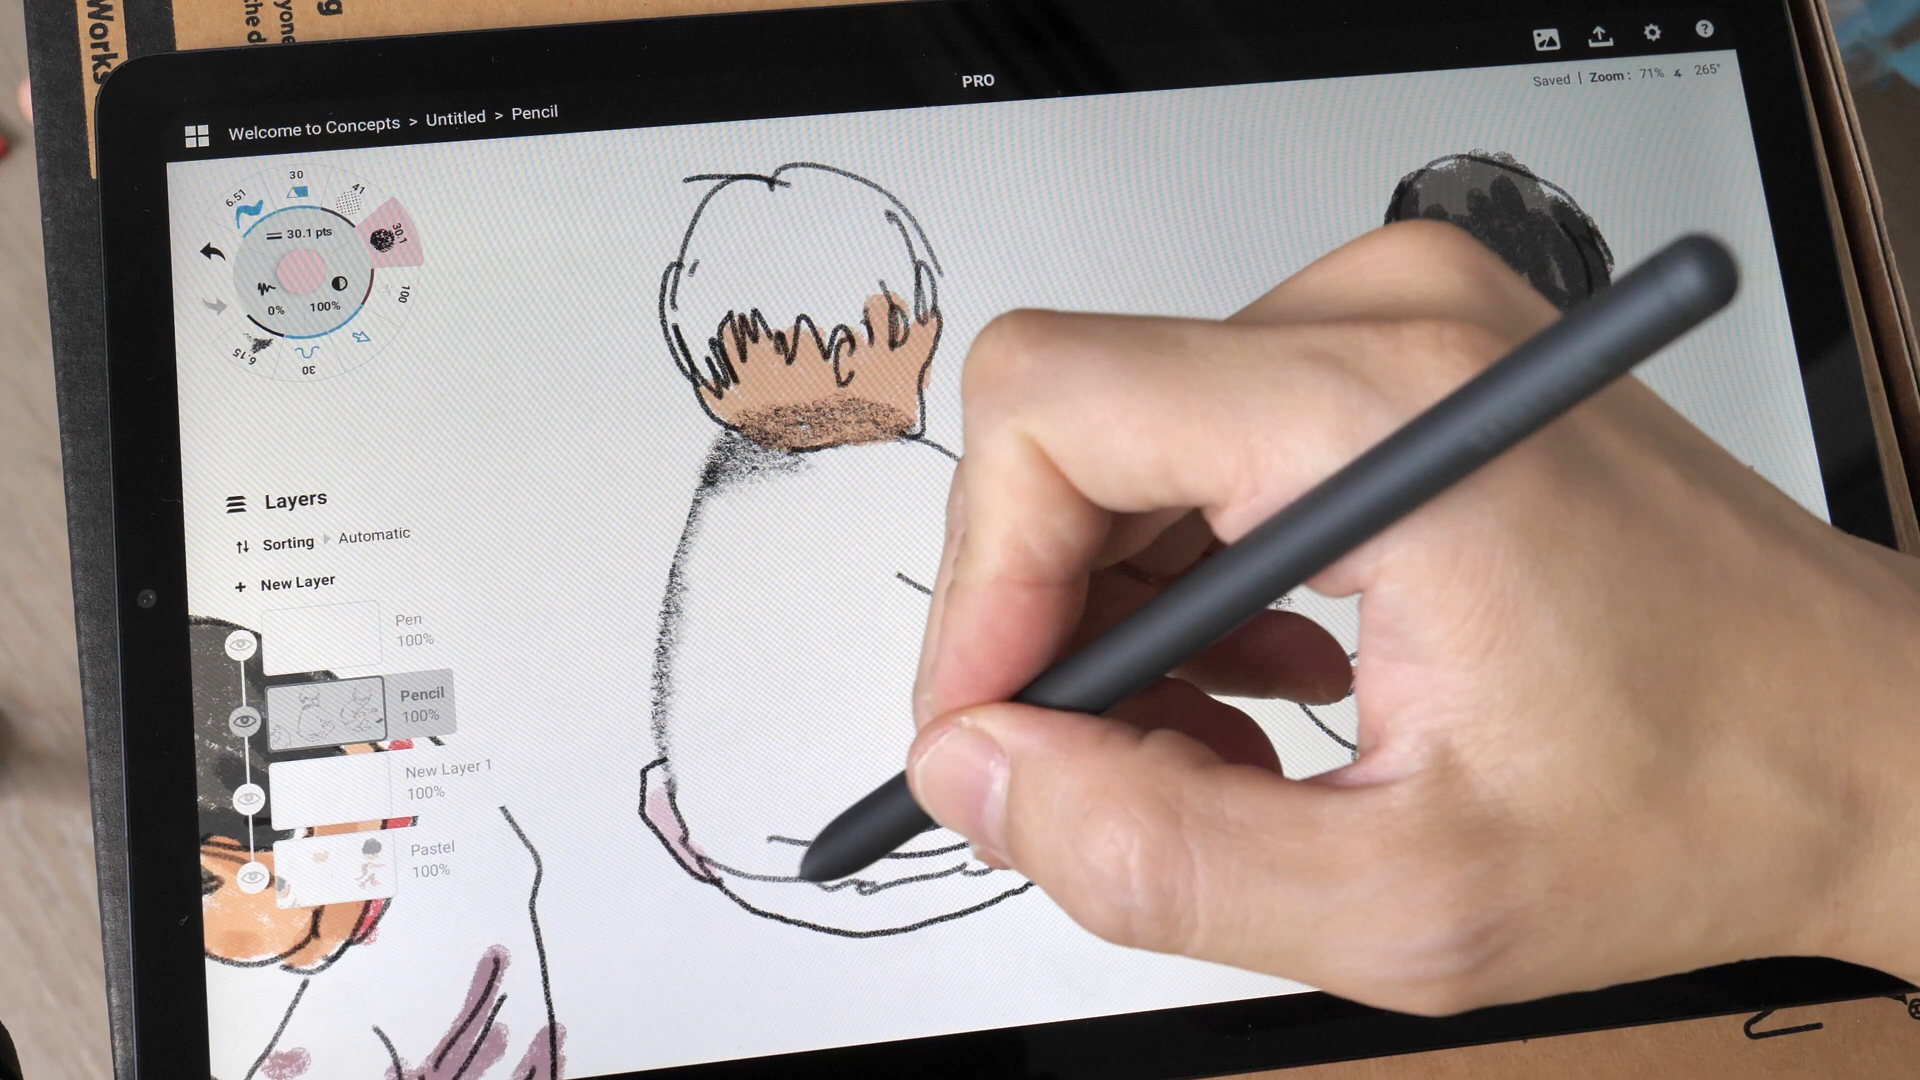 Works
g
yone
the d
PRO
Welcome to Concepts > Untitled > Pencil
Saved | Zoom: 71% 265°
30
41
6.51
30.1
30.1 pts
100
0%
100%
6.15
30
Layers
Sorting Automatic
+ New Layer
Pen
100%
Pencil
100%
New Layer 1
100%
Pastel
100%